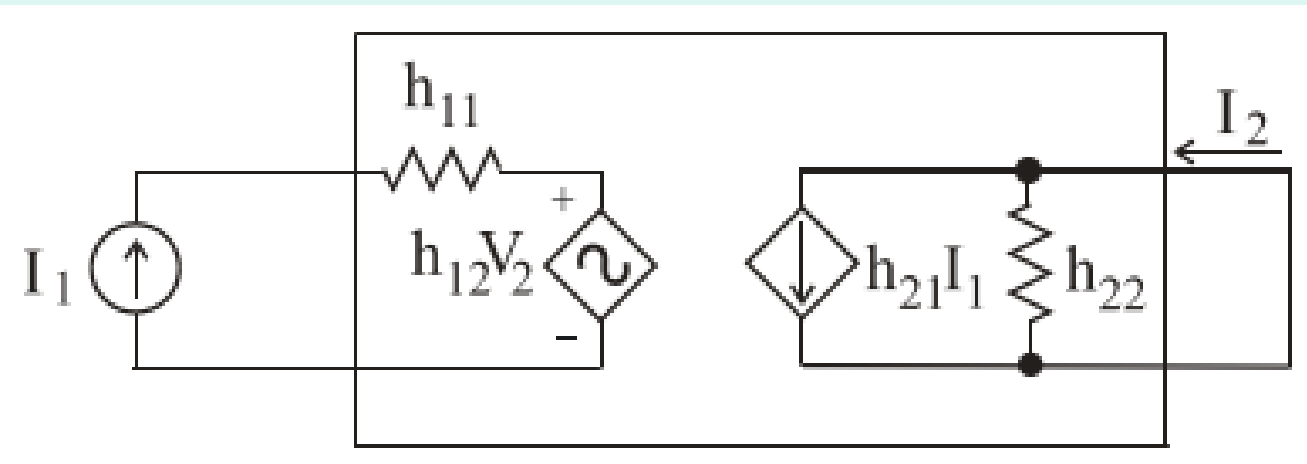 h₁₁
I₂
+
I₁
h₁₂V₂
h₂₁I₁
h₂₂
−